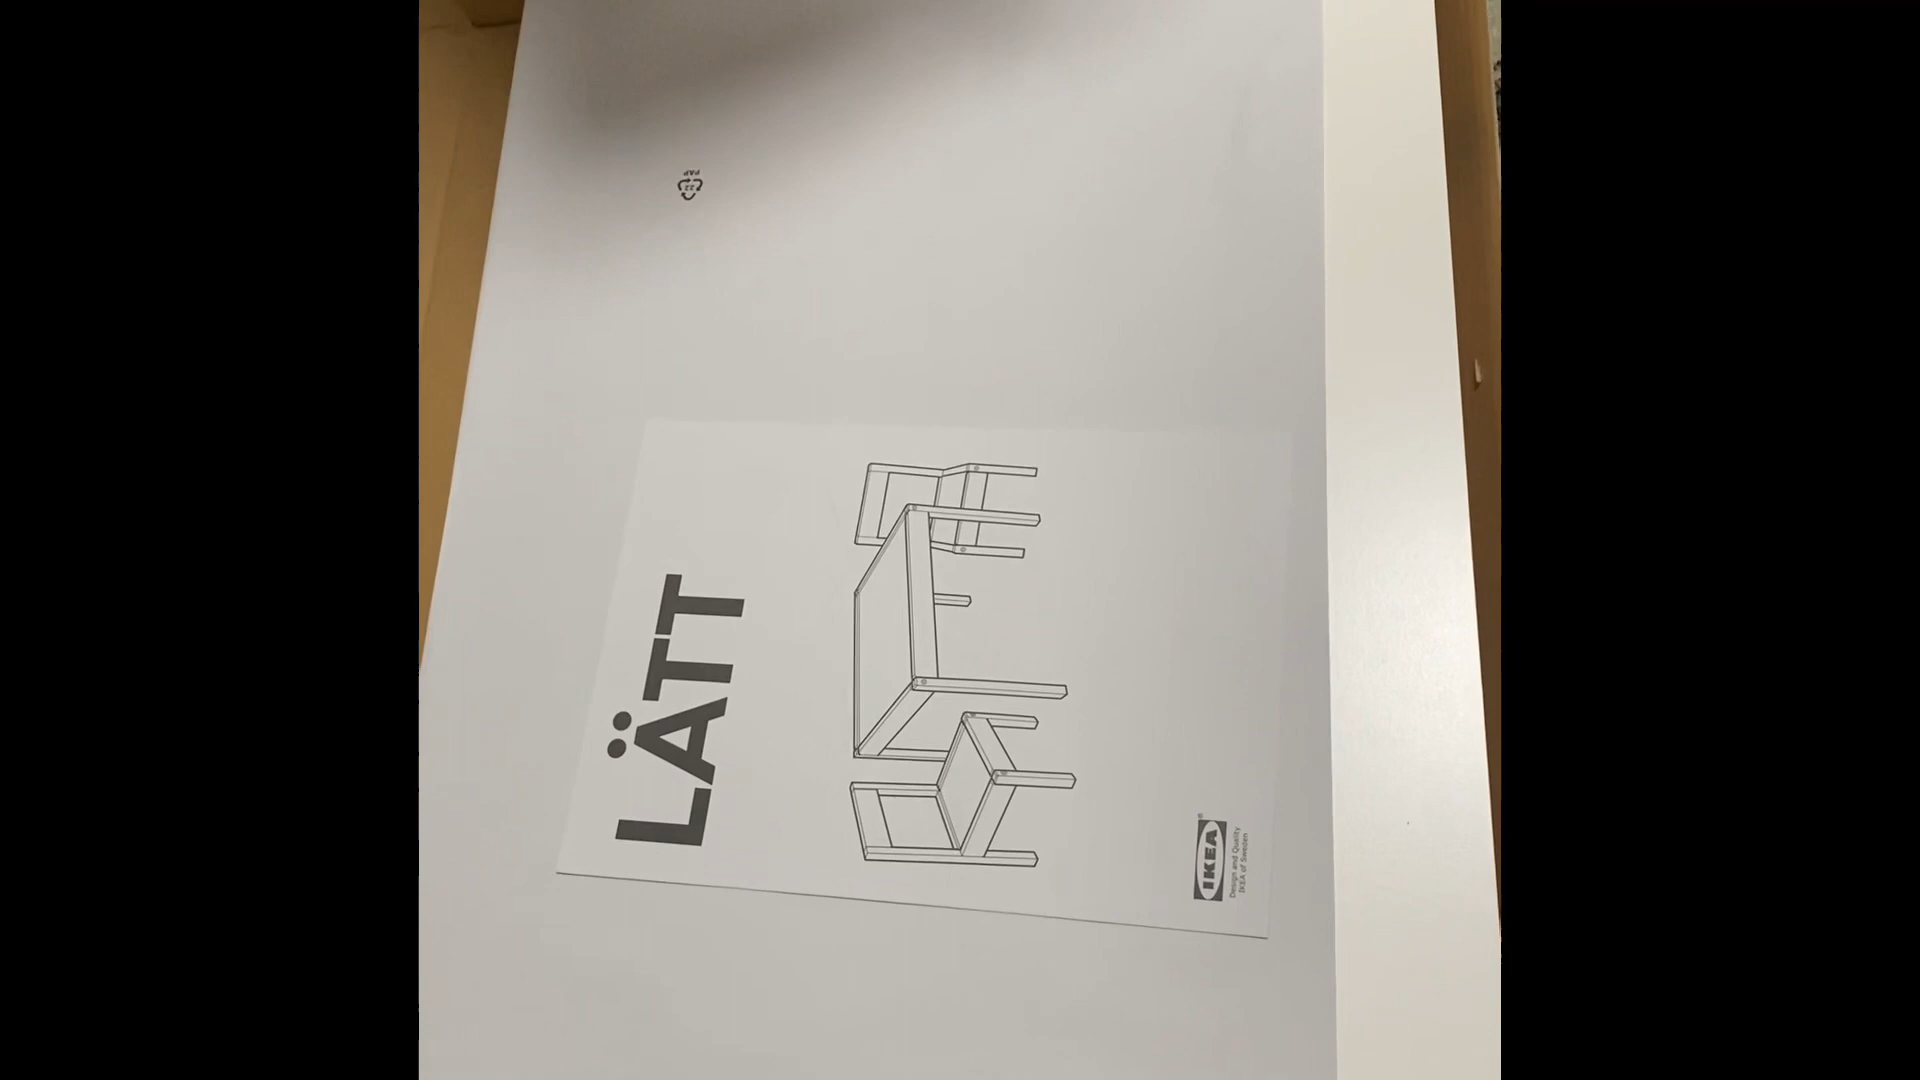 LÄTT
IKEA®
Design and Quality
IKEA of Sweden
22
PAP